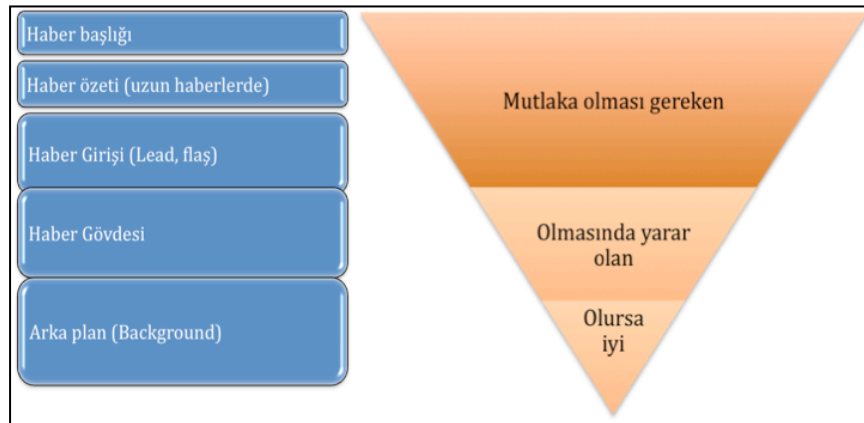 Haber başlığı
Haber özeti (uzun haberlerde)
Haber Girişi (Lead, flaş)
Haber Gövdesi
Arka plan (Background)
Mutlaka olması gereken
Olmasında yarar
olan
Olursa
iyi